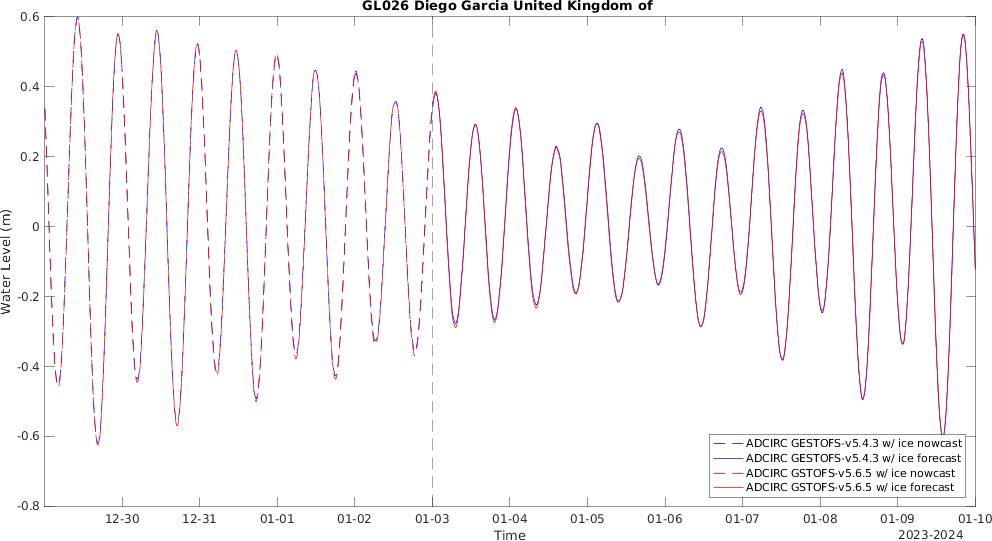 GL026 Diego Garcia United Kingdom of
0.6
0.4
0.2
0
-0.2
-0.4
-0.6
-0.8
Water Level (m)
ADCIRC GESTOFS-v5.4.3 w/ ice nowcast
ADCIRC GESTOFS-v5.4.3 w/ ice forecast
ADCIRC GSTOFS-v5.6.5 w/ ice nowcast
ADCIRC GSTOFS-v5.6.5 w/ ice forecast
12-30 12-31 01-01 01-02 01-03 01-04 01-05 01-06 01-07 01-08 01-09 01-10
Time
2023-2024